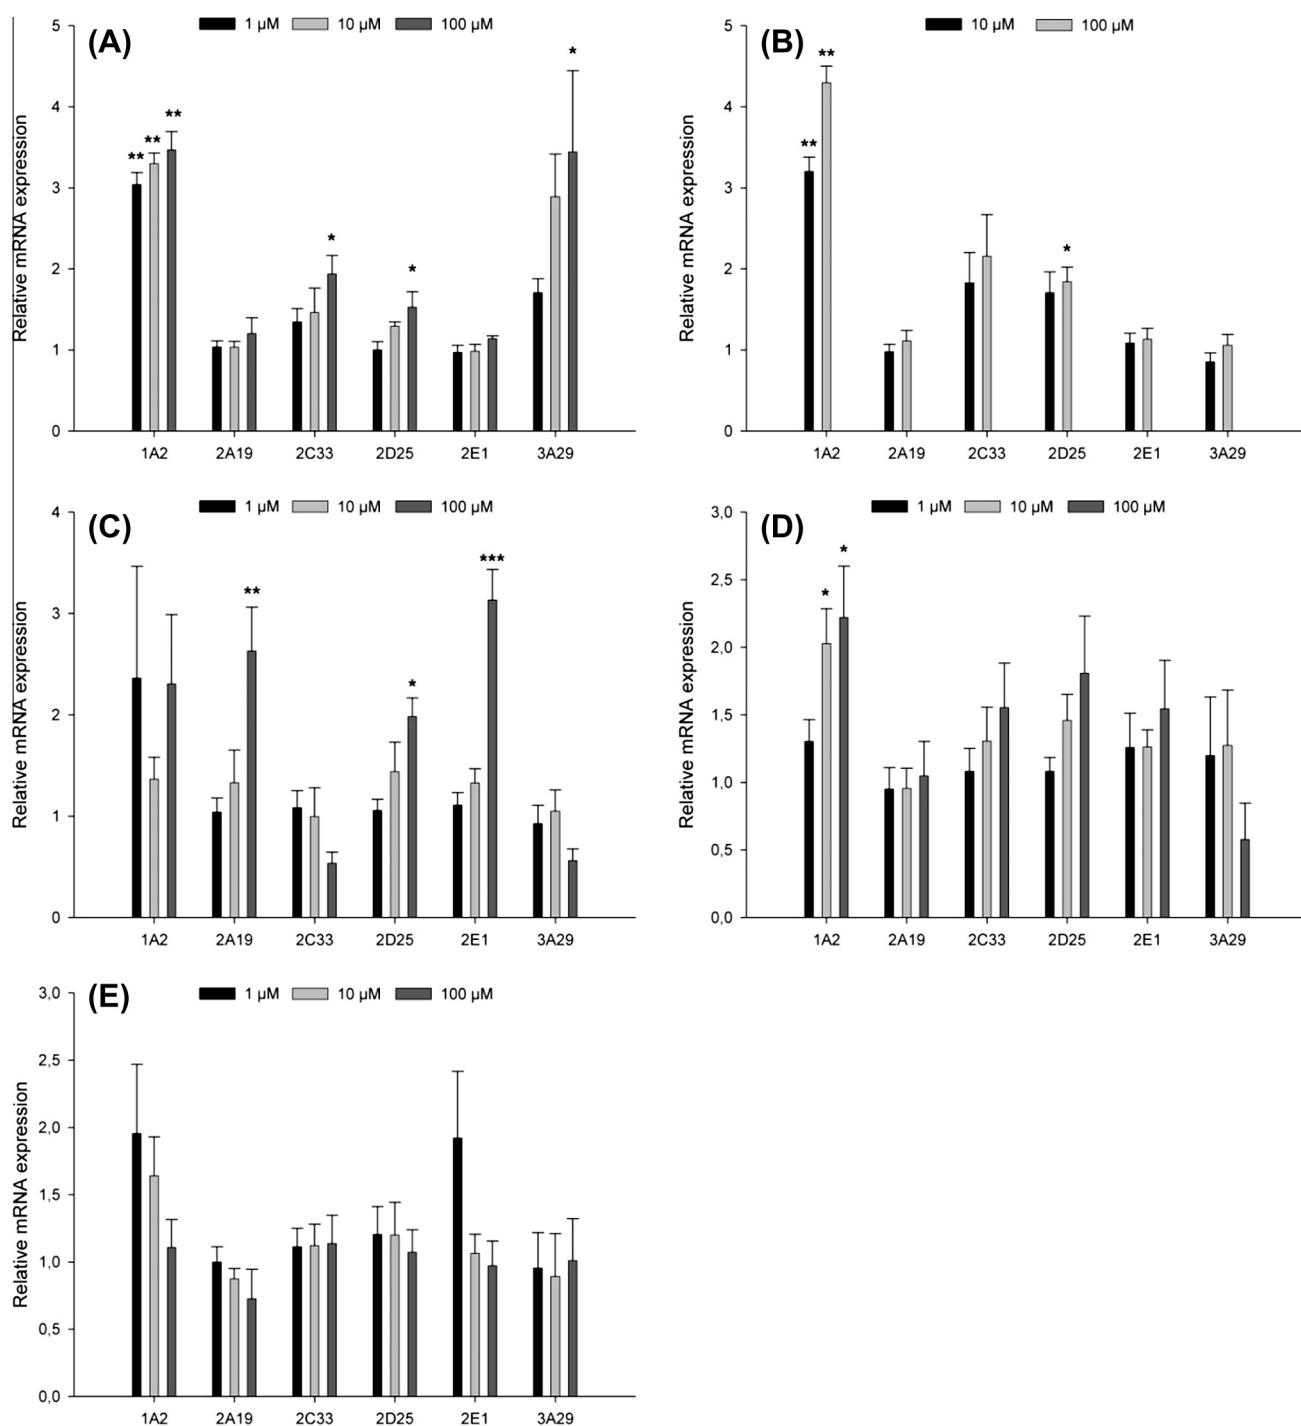 (A)
1 µM 10 µM 100 µM
Relative mRNA expression
5
4
3
2
1
0
** ** **
*
*
*
1A2 2A19 2C33 2D25 2E1 3A29
(B)
10 µM 100 µM
Relative mRNA expression
5
4
3
2
1
0
** **
*
1A2 2A19 2C33 2D25 2E1 3A29
(C)
1 µM 10 µM 100 µM
Relative mRNA expression
4
3
2
1
0
**
*
***
1A2 2A19 2C33 2D25 2E1 3A29
(D)
1 µM 10 µM 100 µM
Relative mRNA expression
3,0
2,5
2,0
1,5
1,0
0,5
0,0
* *
1A2 2A19 2C33 2D25 2E1 3A29
(E)
1 µM 10 µM 100 µM
Relative mRNA expression
3,0
2,5
2,0
1,5
1,0
0,5
0,0
1A2 2A19 2C33 2D25 2E1 3A29